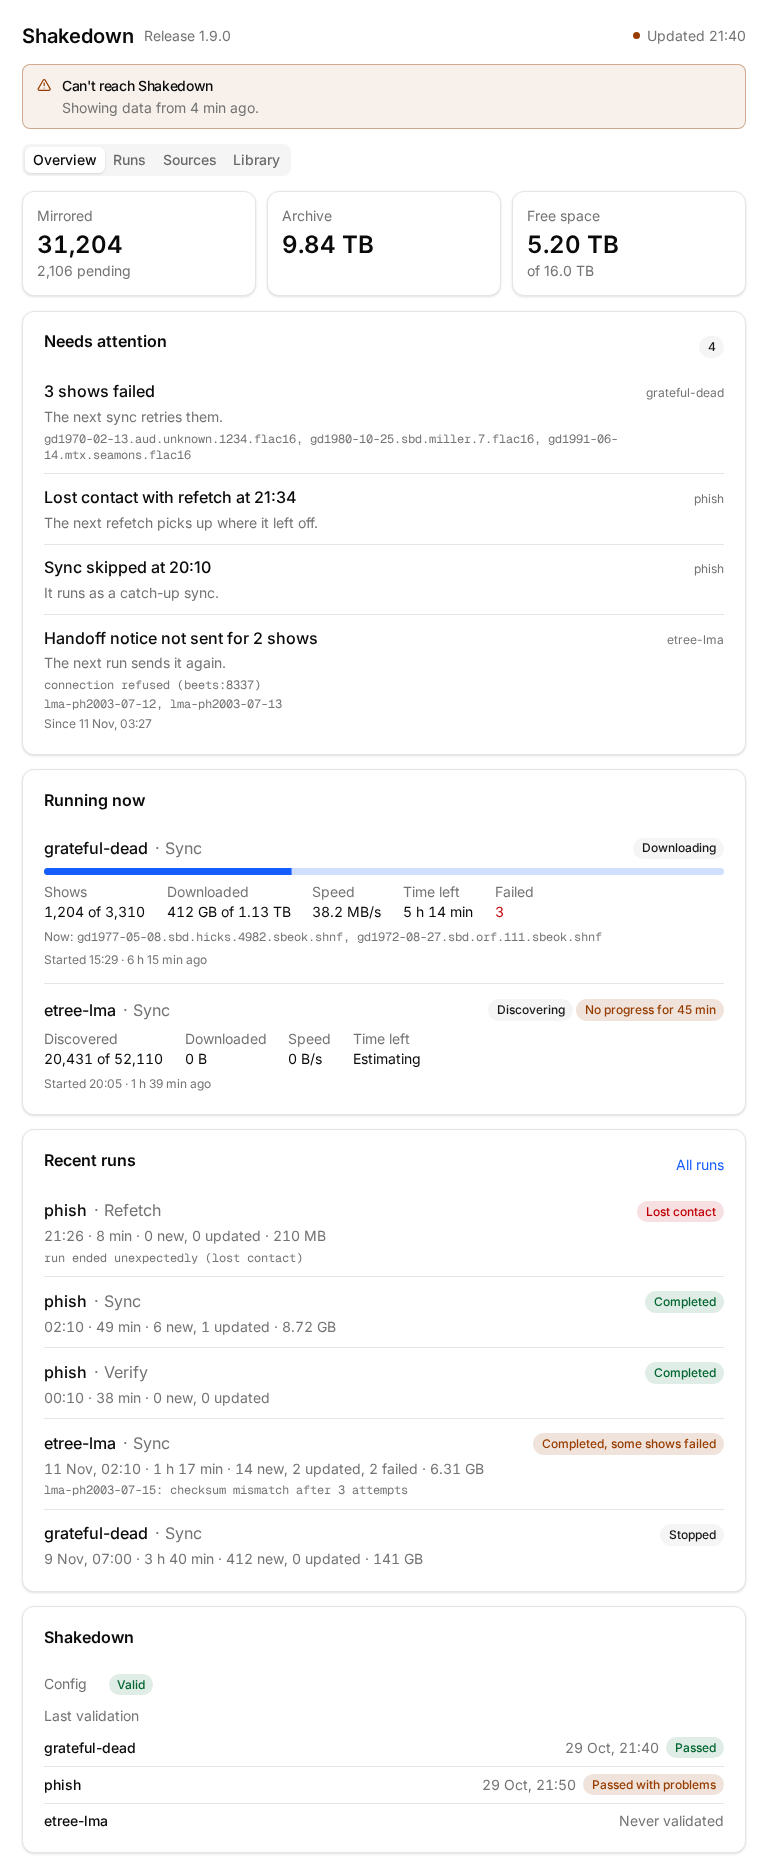 Shakedown Release 1.9.0 Updated 21:40
Can't reach Shakedown
Showing data from 4 min ago.
Overview Runs Sources Library
Mirrored
31,204
2,106 pending
Archive
9.84 TB
Free space
5.20 TB
of 16.0 TB
Needs attention 4
3 shows failed grateful-dead
The next sync retries them.
gd1970-02-13.aud.unknown.1234.flac16, gd1980-10-25.sbd.miller.7.flac16, gd1991-06-
14.mtx.seamons.flac16
Lost contact with refetch at 21:34 phish
The next refetch picks up where it left off.
Sync skipped at 20:10 phish
It runs as a catch-up sync.
Handoff notice not sent for 2 shows etree-lma
The next run sends it again.
connection refused (beets:8337)
lma-ph2003-07-12, lma-ph2003-07-13
Since 11 Nov, 03:27
Running now
grateful-dead · Sync Downloading
Shows Downloaded Speed Time left Failed
1,204 of 3,310 412 GB of 1.13 TB 38.2 MB/s 5 h 14 min 3
Now: gd1977-05-08.sbd.hicks.4982.sbeok.shnf, gd1972-08-27.sbd.orf.111.sbeok.shnf
Started 15:29 · 6 h 15 min ago
etree-lma · Sync Discovering No progress for 45 min
Discovered Downloaded Speed Time left
20,431 of 52,110 0 B 0 B/s Estimating
Started 20:05 · 1 h 39 min ago
Recent runs All runs
phish · Refetch Lost contact
21:26 · 8 min · 0 new, 0 updated · 210 MB
run ended unexpectedly (lost contact)
phish · Sync Completed
02:10 · 49 min · 6 new, 1 updated · 8.72 GB
phish · Verify Completed
00:10 · 38 min · 0 new, 0 updated
etree-lma · Sync Completed, some shows failed
11 Nov, 02:10 · 1 h 17 min · 14 new, 2 updated, 2 failed · 6.31 GB
lma-ph2003-07-15: checksum mismatch after 3 attempts
grateful-dead · Sync Stopped
9 Nov, 07:00 · 3 h 40 min · 412 new, 0 updated · 141 GB
Shakedown
Config Valid
Last validation
grateful-dead 29 Oct, 21:40 Passed
phish 29 Oct, 21:50 Passed with problems
etree-lma Never validated